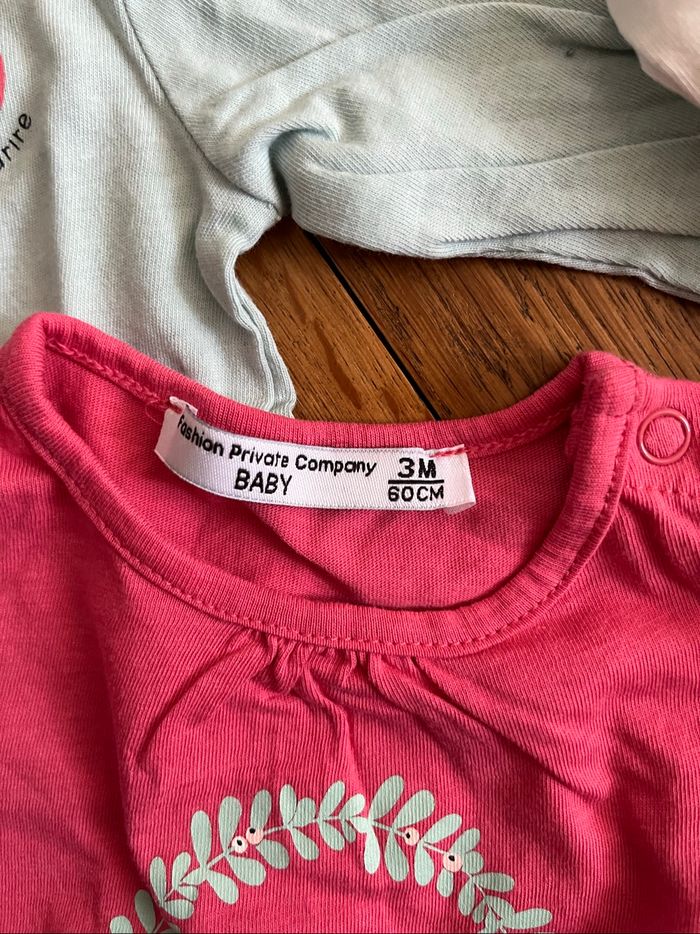 Fashion Private Company
BABY
3M
60CM